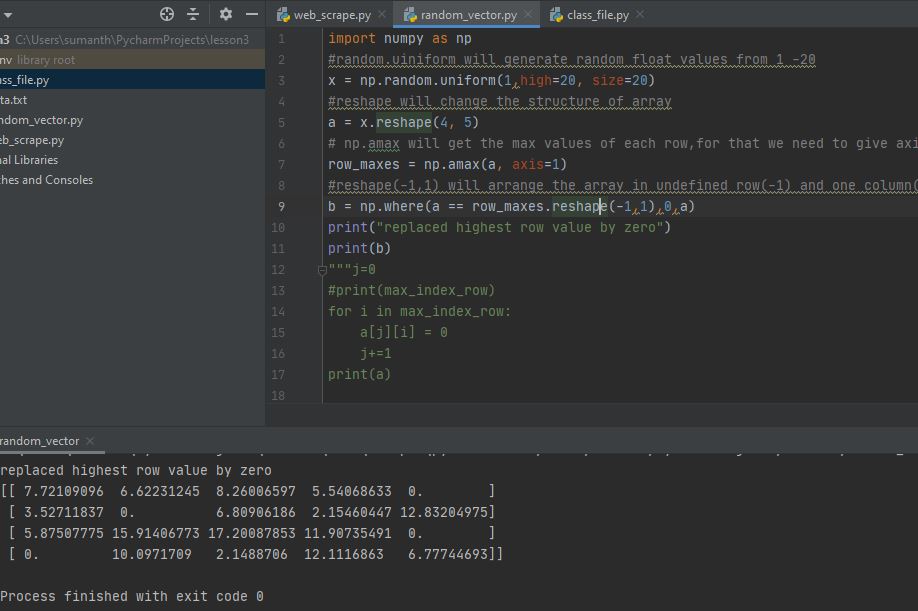 web_scrape.py random_vector.py class_file.py
n3 C:\Users\sumanth\PycharmProjects\lesson3
nv library root
ss_file.py
ta.txt
ndom_vector.py
eb_scrape.py
nal Libraries
ches and Consoles
1 import numpy as np
2 #random.uiniform will generate random float values from 1 -20
3 x = np.random.uniform(1,high=20, size=20)
4 #reshape will change the structure of array
5 a = x.reshape(4, 5)
6 # np.amax will get the max values of each row,for that we need to give axi
7 row_maxes = np.amax(a, axis=1)
8 #reshape(-1,1) will arrange the array in undefined row(-1) and one column(
9 b = np.where(a == row_maxes.reshape(-1,1),0,a)
10 print("replaced highest row value by zero")
11 print(b)
12 """j=0
13 #print(max_index_row)
14 for i in max_index_row:
15     a[j][i] = 0
16     j+=1
17 print(a)
18
random_vector
replaced highest row value by zero
[[ 7.72109096  6.62231245  8.26006597  5.54068633  0.        ]
 [ 3.52711837  0.          6.80906186  2.15460447 12.83204975]
 [ 5.87507775 15.91406773 17.20087853 11.90735491  0.        ]
 [ 0.         10.0971709   2.1488706  12.1116863   6.77744693]]
Process finished with exit code 0